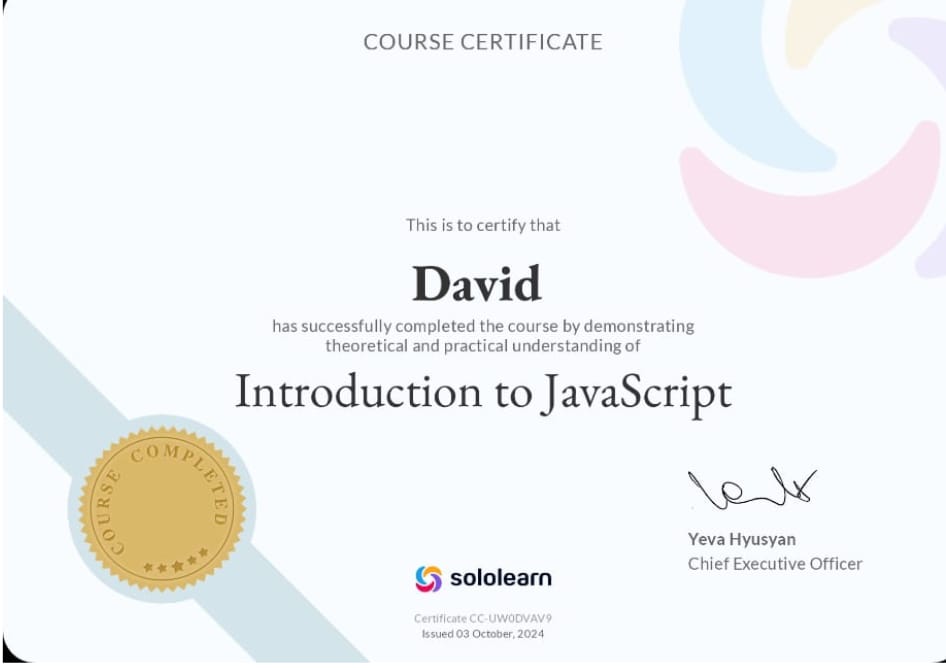 COURSE CERTIFICATE
This is to certify that
David
has successfully completed the course by demonstrating
theoretical and practical understanding of
Introduction to JavaScript
COURSE COMPLETED
Yeva Hyusyan
Chief Executive Officer
sololearn
Certificate CC-UW0DVAV9
Issued 03 October, 2024